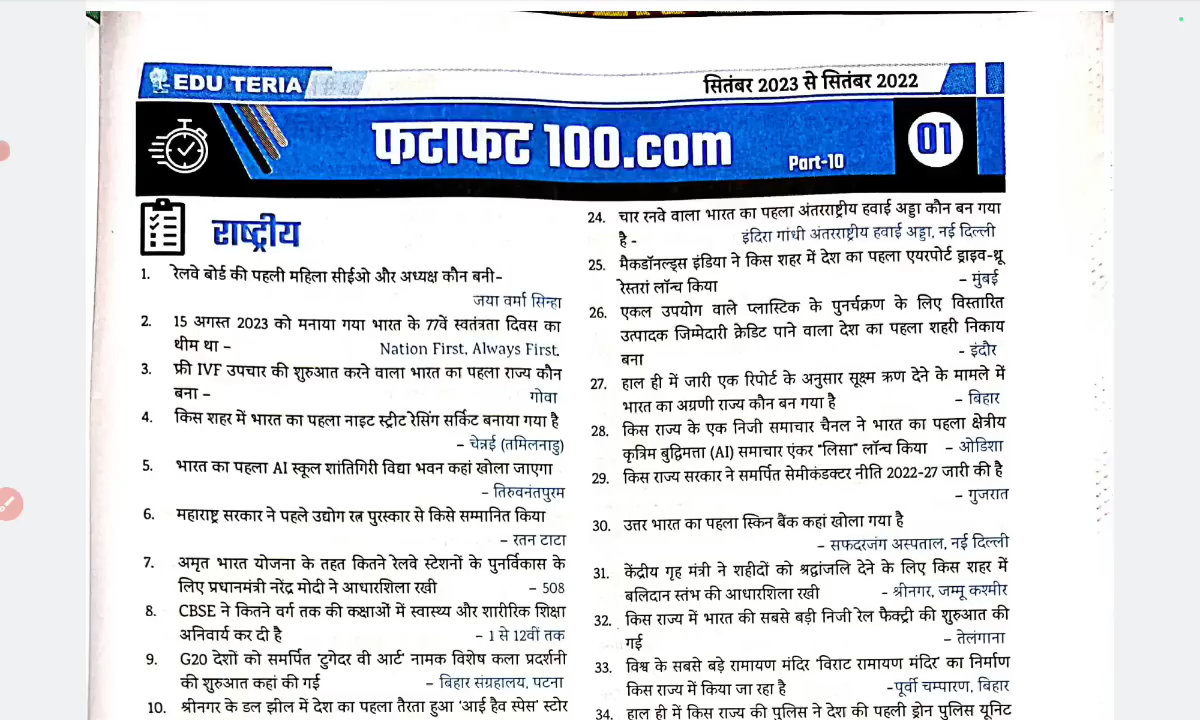 EDU TERIA
सितंबर 2023 से सितंबर 2022
फटाफट 100.com
Part-10
01
राष्ट्रीय
1. रेलवे बोर्ड की पहली महिला सीईओ और अध्यक्ष कौन बनी-
जया वर्मा सिन्हा
2. 15 अगस्त 2023 को मनाया गया भारत के 77वें स्वतंत्रता दिवस का
थीम था – Nation First, Always First.
3. फ्री IVF उपचार की शुरुआत करने वाला भारत का पहला राज्य कौन
बना – गोवा
4. किस शहर में भारत का पहला नाइट स्ट्रीट रेसिंग सर्किट बनाया गया है
– चेन्नई (तमिलनाडु)
5. भारत का पहला AI स्कूल शांतिगिरी विद्या भवन कहां खोला जाएगा
– तिरुवनंतपुरम
6. महाराष्ट्र सरकार ने पहले उद्योग रत्न पुरस्कार से किसे सम्मानित किया
– रतन टाटा
7. अमृत भारत योजना के तहत कितने रेलवे स्टेशनों के पुनर्विकास के
लिए प्रधानमंत्री नरेंद्र मोदी ने आधारशिला रखी – 508
8. CBSE ने कितने वर्ग तक की कक्षाओं में स्वास्थ्य और शारीरिक शिक्षा
अनिवार्य कर दी है – 1 से 12वीं तक
9. G20 देशों को समर्पित 'टुगेदर वी आर्ट' नामक विशेष कला प्रदर्शनी
की शुरुआत कहां की गई – बिहार संग्रहालय, पटना
10. श्रीनगर के डल झील में देश का पहला तैरता हुआ 'आई हैव स्पेस' स्टोर
24. चार रनवे वाला भारत का पहला अंतरराष्ट्रीय हवाई अड्डा कौन बन गया
है - इंदिरा गांधी अंतरराष्ट्रीय हवाई अड्डा, नई दिल्ली
25. मैकडॉनल्ड्स इंडिया ने किस शहर में देश का पहला एयरपोर्ट ड्राइव-थ्रू
रेस्तरां लॉन्च किया – मुंबई
26. एकल उपयोग वाले प्लास्टिक के पुनर्चक्रण के लिए विस्तारित
उत्पादक जिम्मेदारी क्रेडिट पाने वाला देश का पहला शहरी निकाय
बना - इंदौर
27. हाल ही में जारी एक रिपोर्ट के अनुसार सूक्ष्म ऋण देने के मामले में
भारत का अग्रणी राज्य कौन बन गया है – बिहार
28. किस राज्य के एक निजी समाचार चैनल ने भारत का पहला क्षेत्रीय
कृत्रिम बुद्धिमत्ता (AI) समाचार एंकर "लिसा" लॉन्च किया – ओडिशा
29. किस राज्य सरकार ने समर्पित सेमीकंडक्टर नीति 2022-27 जारी की है
– गुजरात
30. उत्तर भारत का पहला स्किन बैंक कहां खोला गया है
– सफदरजंग अस्पताल, नई दिल्ली
31. केंद्रीय गृह मंत्री ने शहीदों को श्रद्धांजलि देने के लिए किस शहर में
बलिदान स्तंभ की आधारशिला रखी – श्रीनगर, जम्मू कश्मीर
32. किस राज्य में भारत की सबसे बड़ी निजी रेल फैक्ट्री की शुरुआत की
गई – तेलंगाना
33. विश्व के सबसे बड़े रामायण मंदिर 'विराट रामायण मंदिर' का निर्माण
किस राज्य में किया जा रहा है -पूर्वी चम्पारण, बिहार
34. हाल ही में किस राज्य की पुलिस ने देश की पहली ड्रोन पुलिस यूनिट